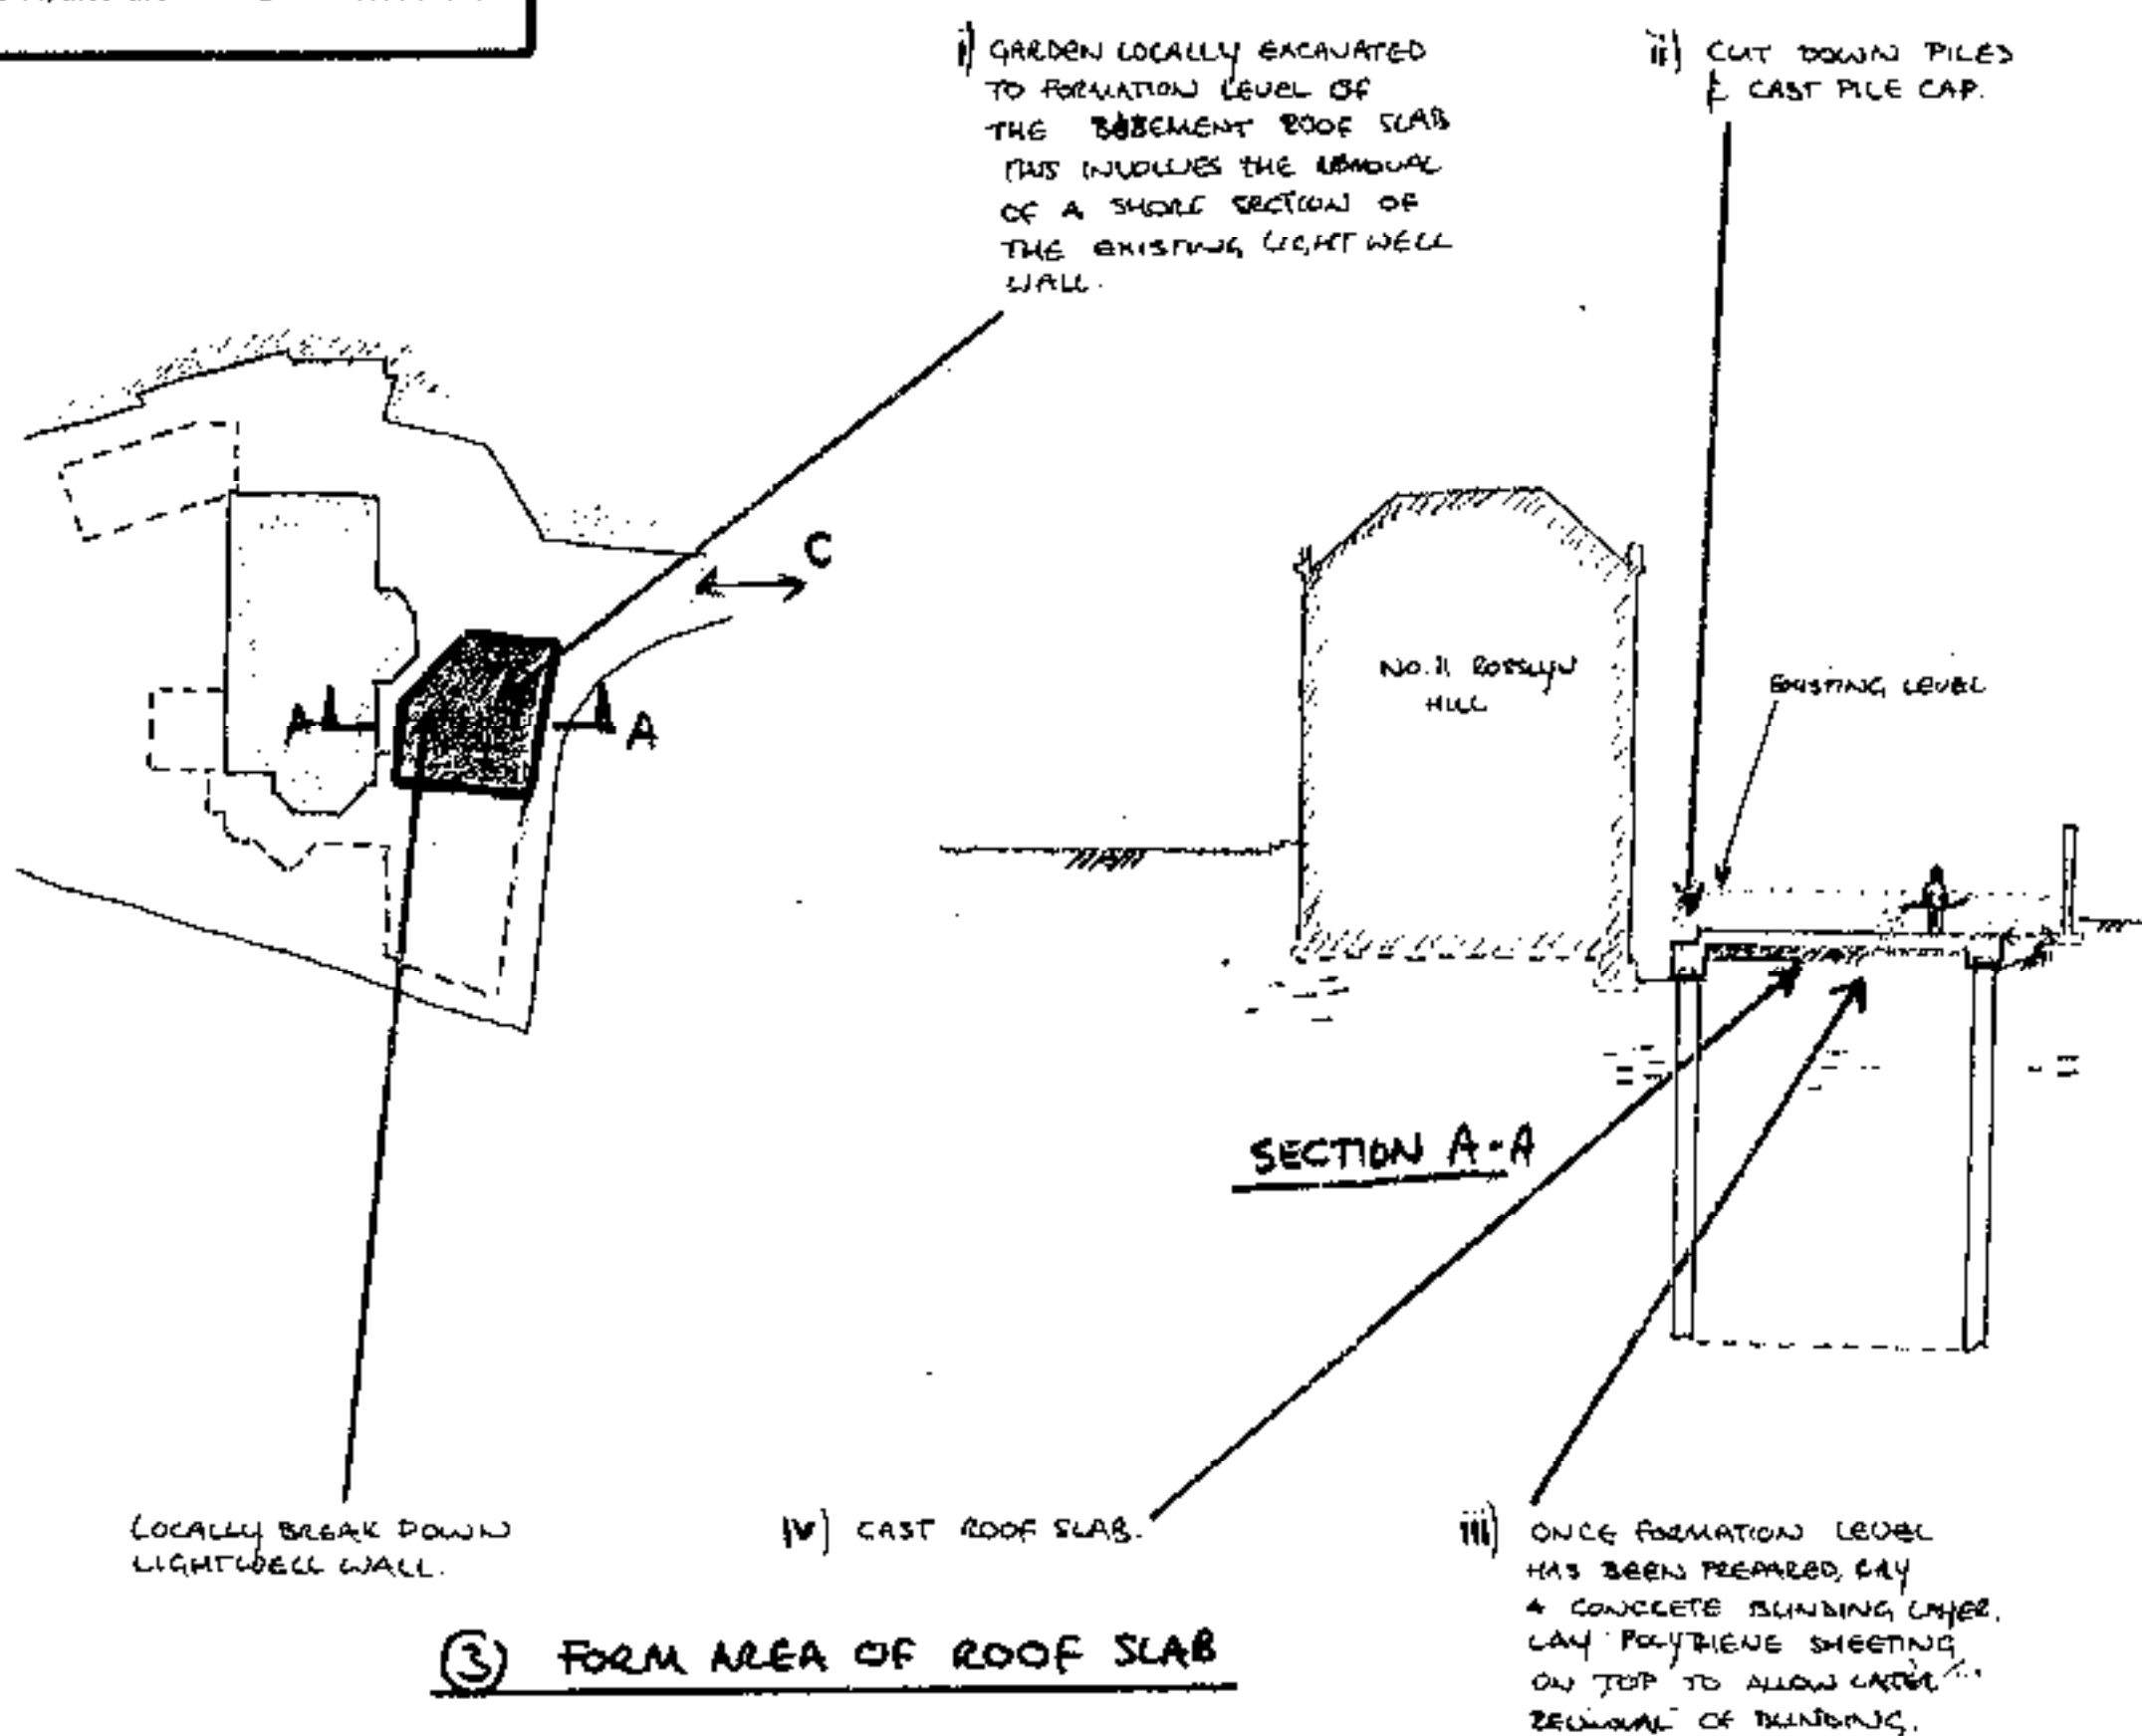 i) GARDEN LOCALLY EXCAVATED
TO FORMATION LEVEL OF
THE BASEMENT ROOF SLAB
THIS INVOLVES THE REMOVAL
OF A SHORT SECTION OF
THE EXISTING LIGHTWELL
WALL.
ii) CUT DOWN PILES
& CAST PILE CAP.
C
A
A
NO. 11 ROSSLYN
HILL
EXISTING LEVEL
SECTION A-A
LOCALLY BREAK DOWN
LIGHTWELL WALL.
iv) CAST ROOF SLAB.
iii) ONCE FORMATION LEVEL
HAS BEEN PREPARED, LAY
A CONCRETE BLINDING LAYER.
LAY POLYTHENE SHEETING
ON TOP TO ALLOW LATER
REMOVAL OF BLINDING.
③ FORM AREA OF ROOF SLAB